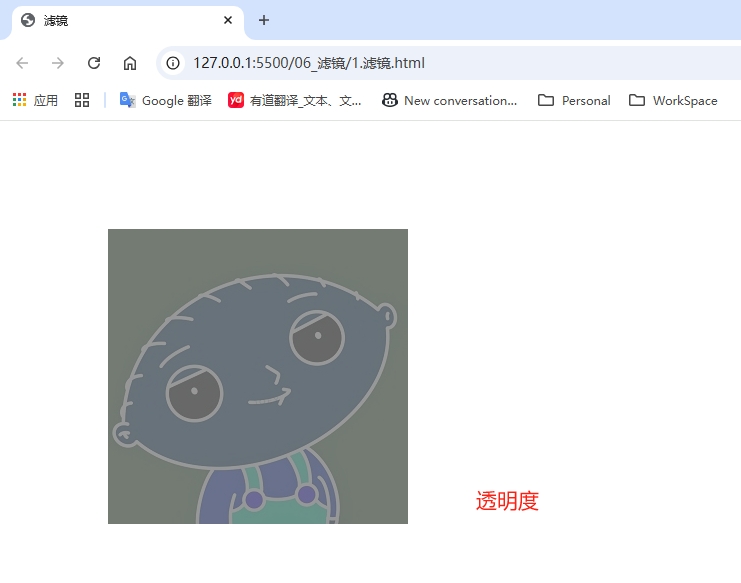 滤镜
127.0.0.1:5500/06_滤镜/1.滤镜.html
应用
Google 翻译
yd 有道翻译_文本、文...
New conversation...
Personal
WorkSpace
透明度